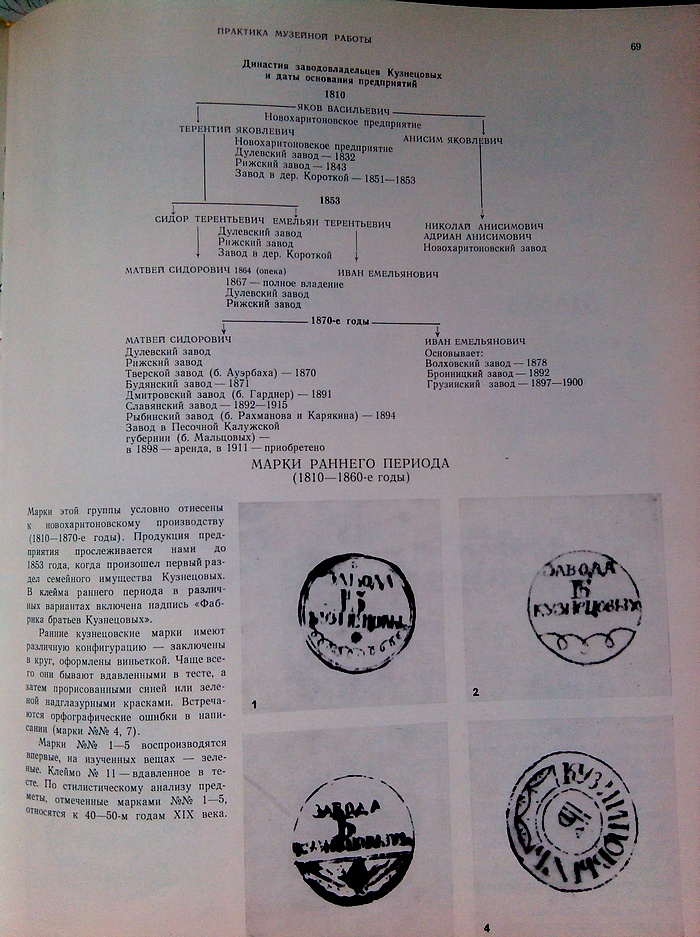 ПРАКТИКА МУЗЕЙНОЙ РАБОТЫ
69
Династия заводовладельцев Кузнецовых
и даты основания предприятий
1810
ЯКОВ ВАСИЛЬЕВИЧ
Новохаритоновское предприятие
ТЕРЕНТИЙ ЯКОВЛЕВИЧ
АНИСИМ ЯКОВЛЕВИЧ
Новохаритоновское предприятие
Дулевский завод — 1832
Рижский завод — 1843
Завод в дер. Короткой — 1851—1853
1853
СИДОР ТЕРЕНТЬЕВИЧ ЕМЕЛЬЯН ТЕРЕНТЬЕВИЧ
Дулевский завод
Рижский завод
Завод в дер. Короткой
НИКОЛАЙ АНИСИМОВИЧ
АДРИАН АНИСИМОВИЧ
Новохаритоновский завод
МАТВЕЙ СИДОРОВИЧ 1864 (опека)
ИВАН ЕМЕЛЬЯНОВИЧ
1867 — полное владение
Дулевский завод
Рижский завод
1870-е годы
МАТВЕЙ СИДОРОВИЧ
Дулевский завод
Рижский завод
Тверской завод (б. Ауэрбаха) — 1870
Будянский завод — 1871
Дмитровский завод (б. Гарднер) — 1891
Славянский завод — 1892—1915
Рыбинский завод (б. Рахманова и Карякина) — 1894
Завод в Песочной Калужской
губернии (б. Мальцовых) —
в 1898 — аренда, в 1911 — приобретено
ИВАН ЕМЕЛЬЯНОВИЧ
Основывает:
Волховский завод — 1878
Бронницкий завод — 1892
Грузинский завод — 1897—1900
МАРКИ РАННЕГО ПЕРИОДА
(1810—1860-е годы)
Марки этой группы условно отнесены
к новохаритоновскому производству
(1810—1870-е годы). Продукция пред-
приятия прослеживается нами до
1853 года, когда произошел первый раз-
дел семейного имущества Кузнецовых.
В клейма раннего периода в различ-
ных вариантах включена надпись «Фаб-
рика братьев Кузнецовых».
Ранние кузнецовские марки имеют
различную конфигурацию — заключены
в круг, оформлены виньеткой. Чаще все-
го они бывают вдавленными в тесте, а
затем прорисованными синей или зеле-
ной надглазурными красками. Встреча-
ются орфографические ошибки в напи-
сании (марки №№ 4, 7).
Марки №№ 1—5 воспроизводятся
впервые, на изученных вещах — зеле-
ные. Клеймо № 11 — вдавленное в те-
сте. По стилистическому анализу пред-
меты, отмеченные марками №№ 1—5,
относятся к 40—50-м годам XIX века.
ЗАВОДА
Б
КУЗНЕЦОВЫ
1
ЗАВОДА
Б
КУЗНЕЦОВЫХ
2
ЗАВОДА
Б
4